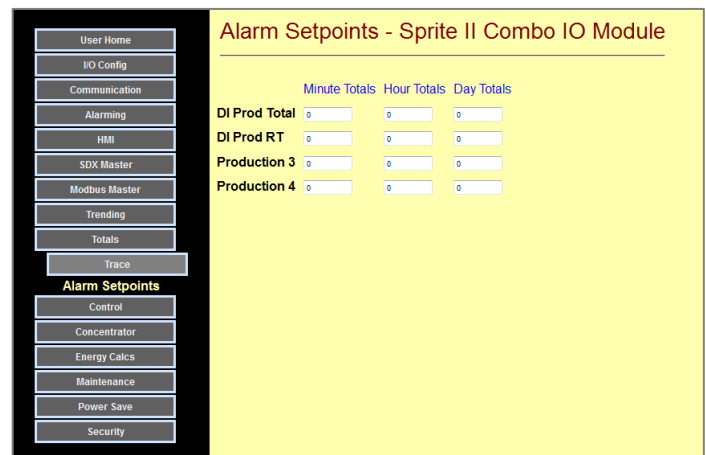 User Home
I/O Config
Communication
Alarming
HMI
SDX Master
Modbus Master
Trending
Totals
Trace
Alarm Setpoints
Control
Concentrator
Energy Calcs
Maintenance
Power Save
Security
Alarm Setpoints - Sprite II Combo IO Module
Minute Totals Hour Totals Day Totals
DI Prod Total 0 0 0
DI Prod RT 0 0 0
Production 3 0 0 0
Production 4 0 0 0